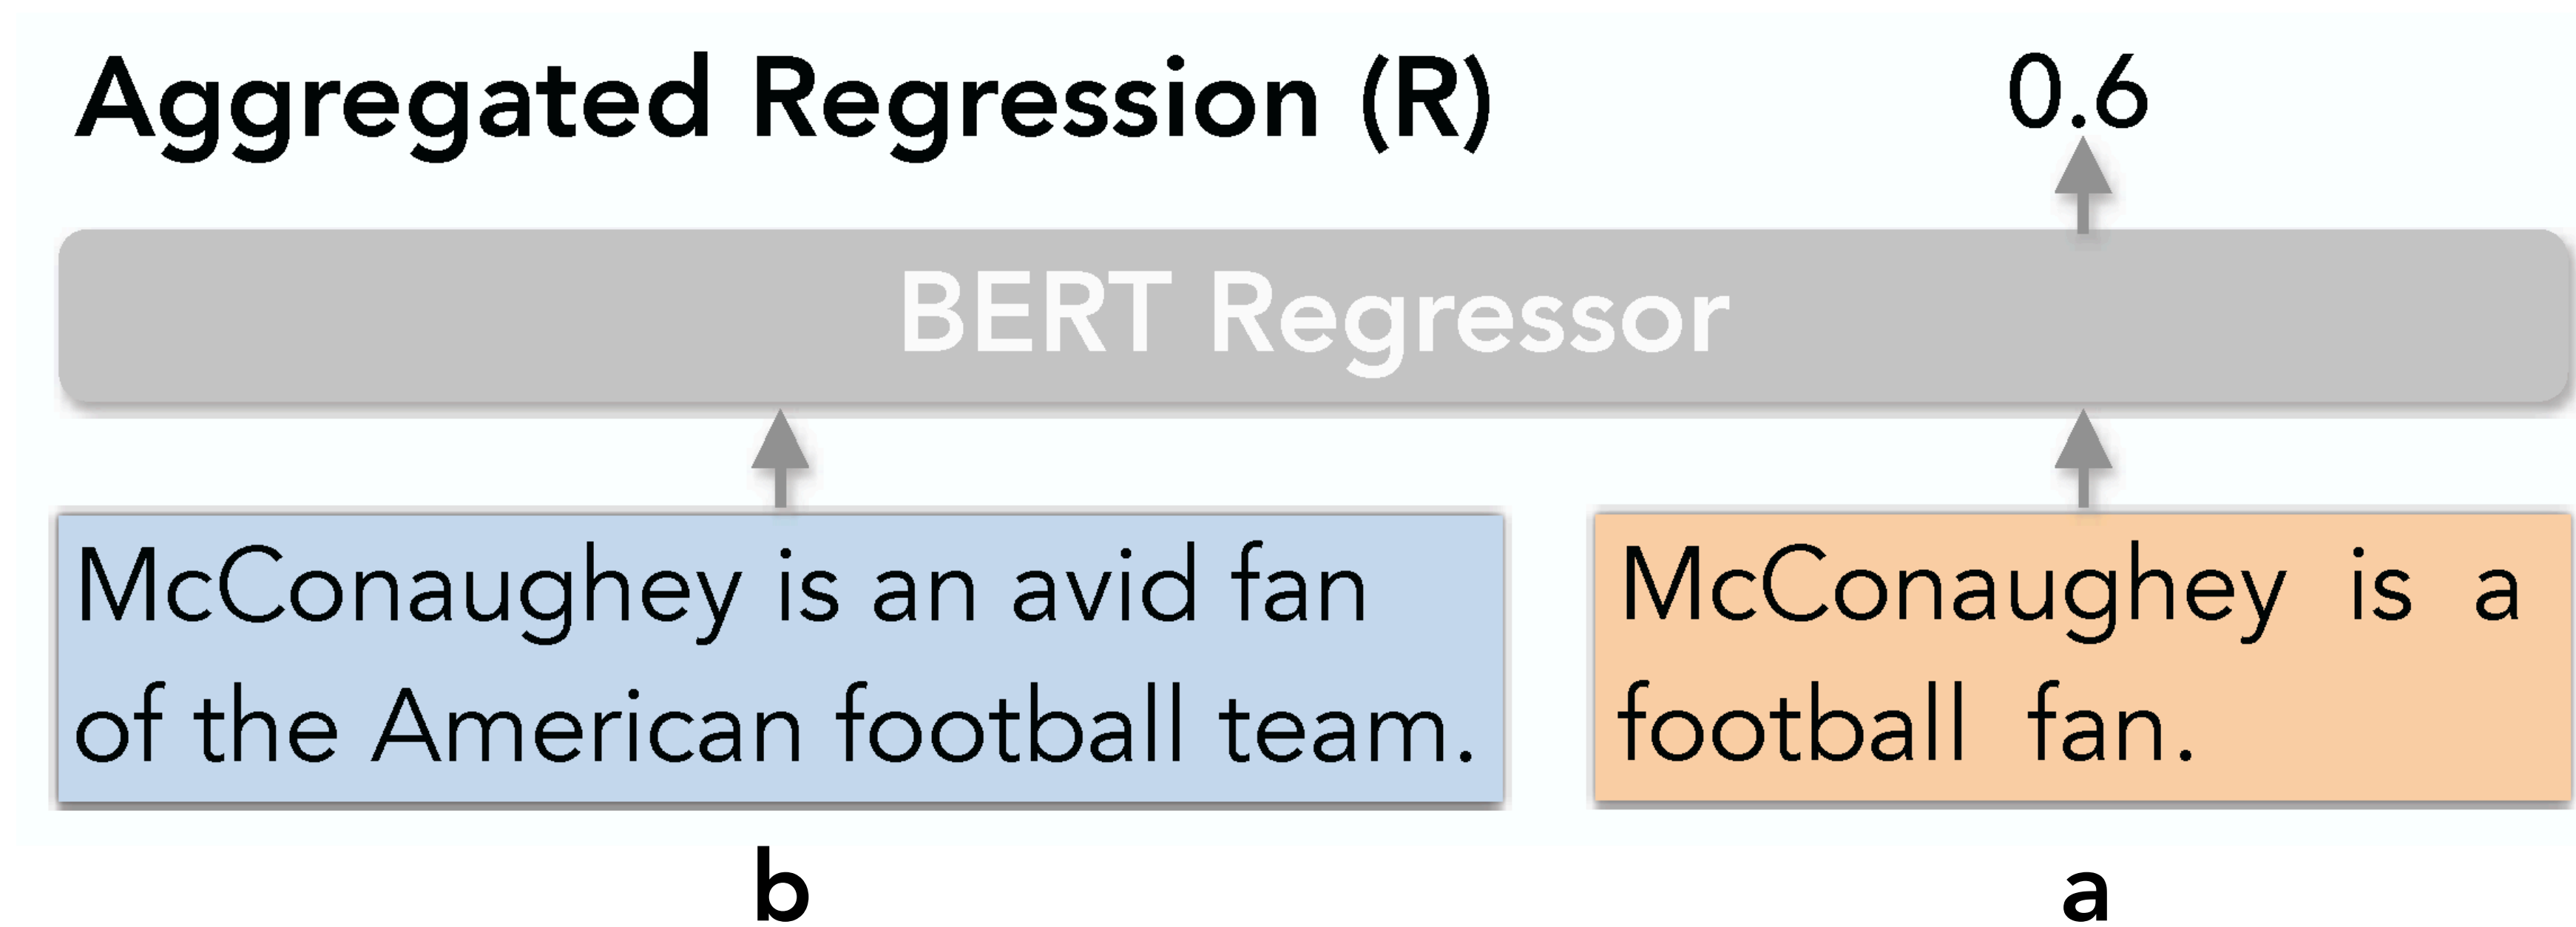 Aggregated Regression (R)
0.6
BERT Regressor
McConaughey is an avid fan
of the American football team.
McConaughey is a
football fan.
b
a